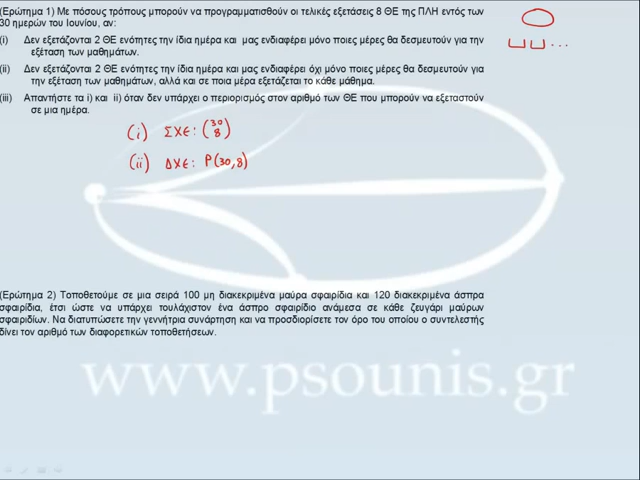 (Ερώτημα 1) Με πόσους τρόπους μπορούν να προγραμματισθούν οι τελικές εξετάσεις 8 ΘΕ της ΠΛΗ εντός των
30 ημερών του Ιουνίου, αν:
(i) Δεν εξετάζονται 2 ΘΕ ενότητες την ίδια ημέρα και μας ενδιαφέρει μόνο ποιες μέρες θα δεσμευτούν για την
εξέταση των μαθημάτων.
(ii) Δεν εξετάζονται 2 ΘΕ ενότητες την ίδια ημέρα και μας ενδιαφέρει όχι μόνο ποιες μέρες θα δεσμευτούν για
την εξέταση των μαθημάτων, αλλά και σε ποια μέρα εξετάζεται το κάθε μάθημα.
(iii) Απαντήστε τα i) και ii) όταν δεν υπάρχει ο περιορισμός στον αριθμό των ΘΕ που μπορούν να εξεταστούν
σε μια ημέρα.
(i) ΣΧΕ: (30 8)
(ii) ΔΧΕ: P(30,8)
(Ερώτημα 2) Τοποθετούμε σε μια σειρά 100 μη διακεκριμένα μαύρα σφαιρίδια και 120 διακεκριμένα άσπρα
σφαιρίδια, έτσι ώστε να υπάρχει τουλάχιστον ένα άσπρο σφαιρίδιο ανάμεσα σε κάθε ζευγάρι μαύρων
σφαιριδίων. Να διατυπώσετε την γεννήτρια συνάρτηση και να προσδιορίσετε τον όρο του οποίου ο συντελεστής
δίνει τον αριθμό των διαφορετικών τοποθετήσεων.
www.psounis.gr